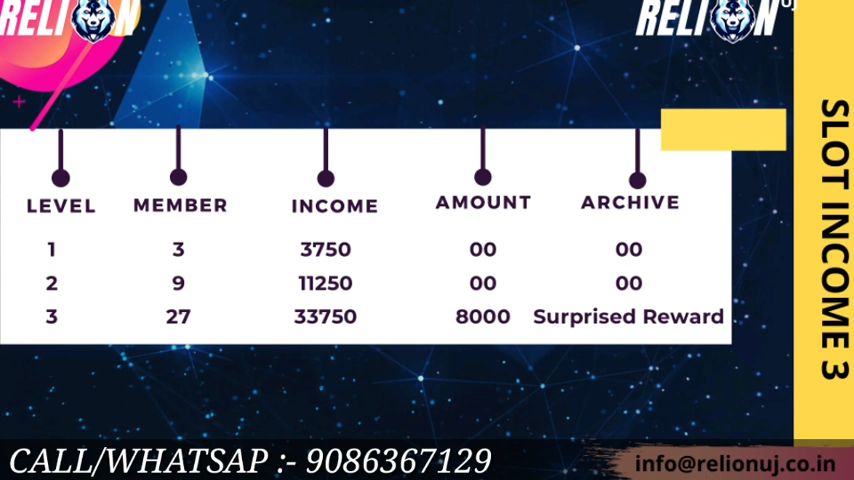 RELION
RELIONUJ
SLOT INCOME 3
LEVEL MEMBER INCOME AMOUNT ARCHIVE
1 3 3750 00 00
2 9 11250 00 00
3 27 33750 8000 Surprised Reward
CALL/WHATSAP :- 9086367129
info@relionuj.co.in